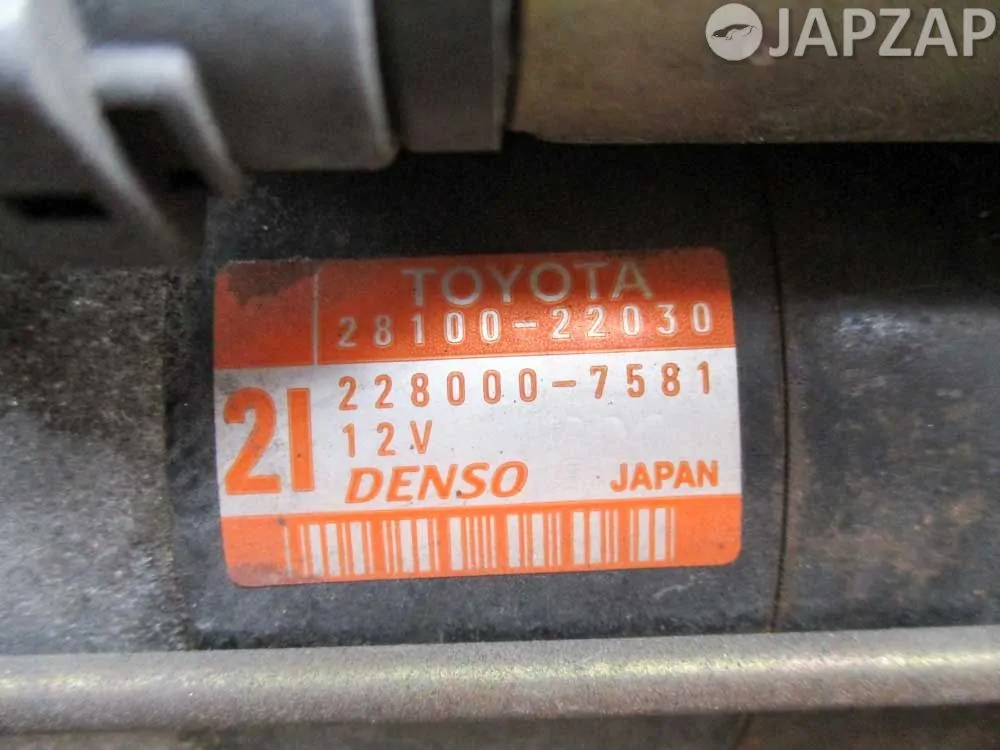 JAPZAP
TOYOTA
28100-22030
21
228000-7581
12V
DENSO JAPAN